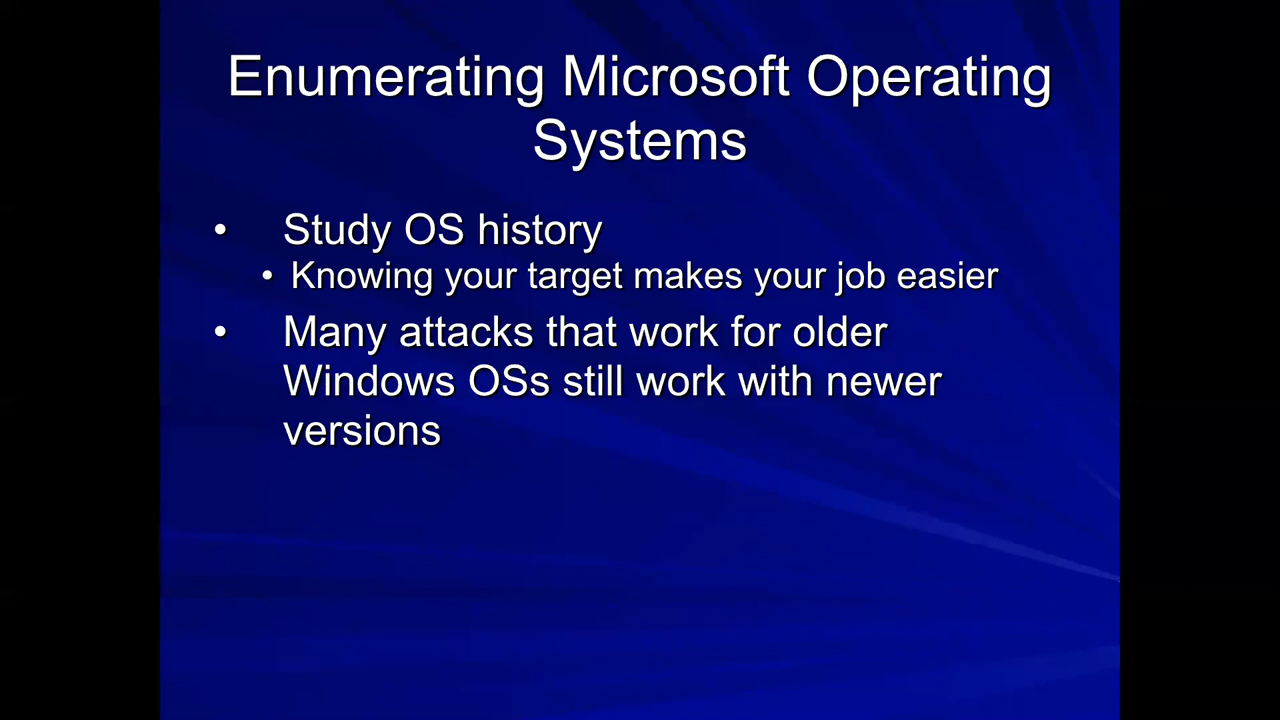 Enumerating Microsoft Operating
Systems
• Study OS history
• Knowing your target makes your job easier
• Many attacks that work for older
Windows OSs still work with newer
versions